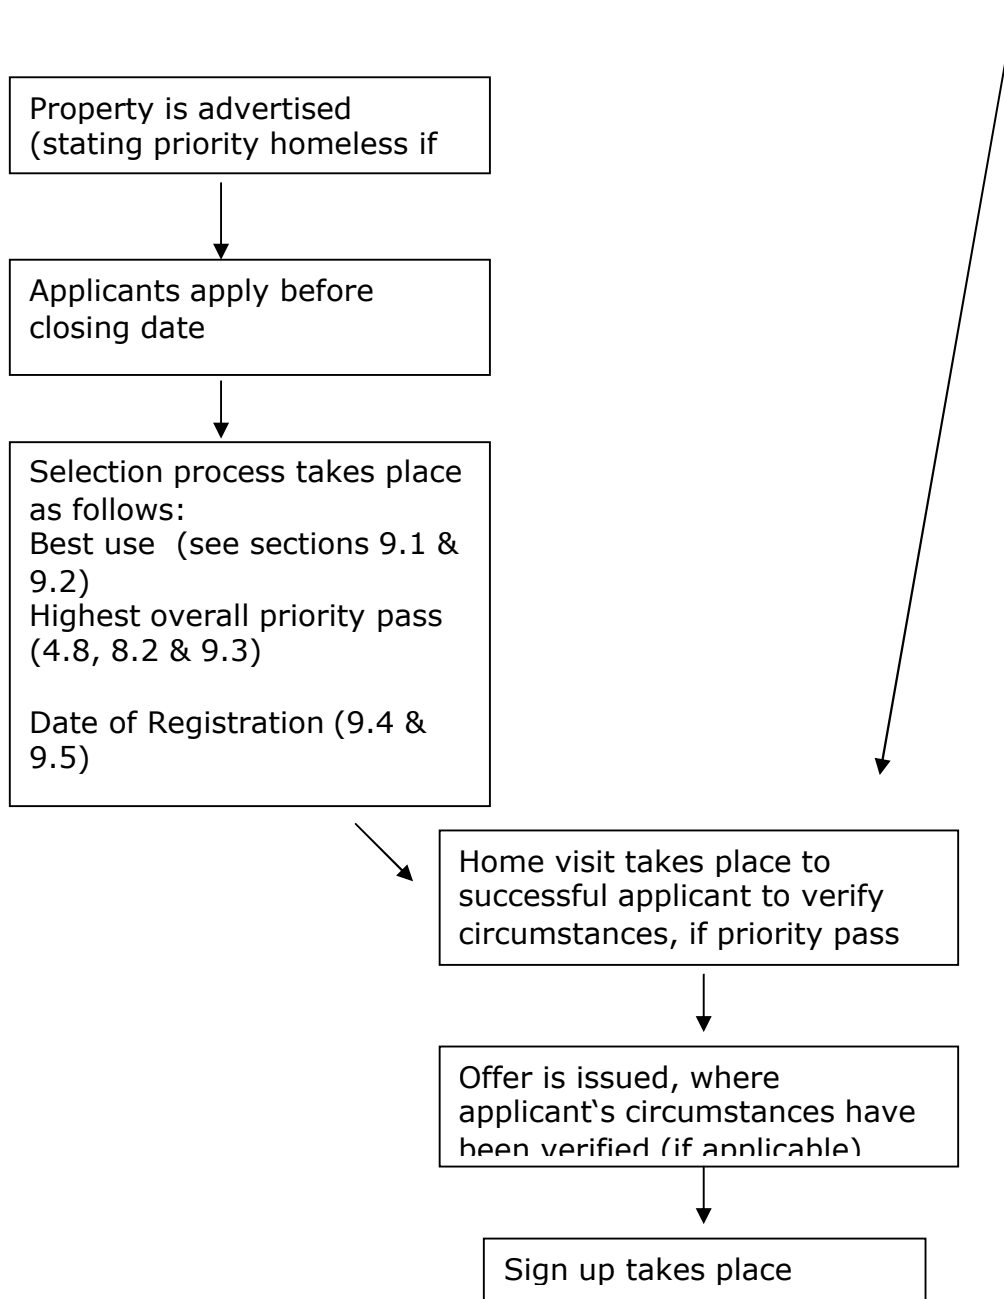 Property is advertised
(stating priority homeless if
Applicants apply before
closing date
Selection process takes place
as follows:
Best use  (see sections 9.1 &
9.2)
Highest overall priority pass
(4.8, 8.2 & 9.3)
Date of Registration (9.4 &
9.5)
Home visit takes place to
successful applicant to verify
circumstances, if priority pass
Offer is issued, where
applicant‘s circumstances have
been verified (if applicable)
Sign up takes place